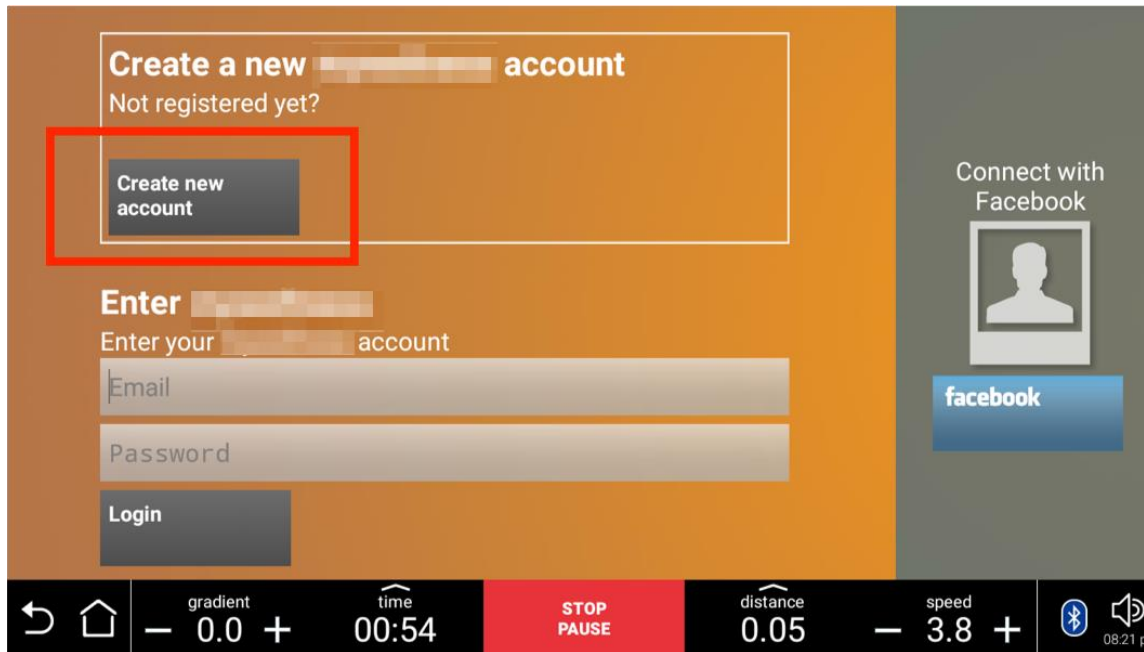 Create a new account
Not registered yet?
Create new
account
Enter
Enter your account
Email
Password
Login
Connect with
Facebook
facebook
gradient
− 0.0 +
time
00:54
STOP
PAUSE
distance
0.05
speed
− 3.8 +
08:21 p